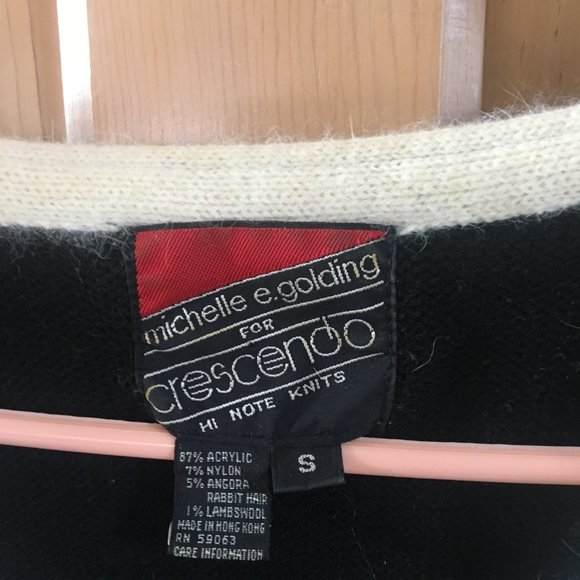 michelle e.golding
FOR
crescendo
HI NOTE KNITS
S
87% ACRYLIC
7% NYLON
5% ANGORA
RABBIT HAIR
1% LAMBSWOOL
MADE IN HONG KONG
RN 59063
CARE INFORMATION